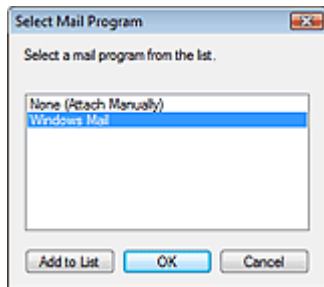 Select Mail Program
Select a mail program from the list.
None (Attach Manually)
Windows Mail
Add to List
OK
Cancel